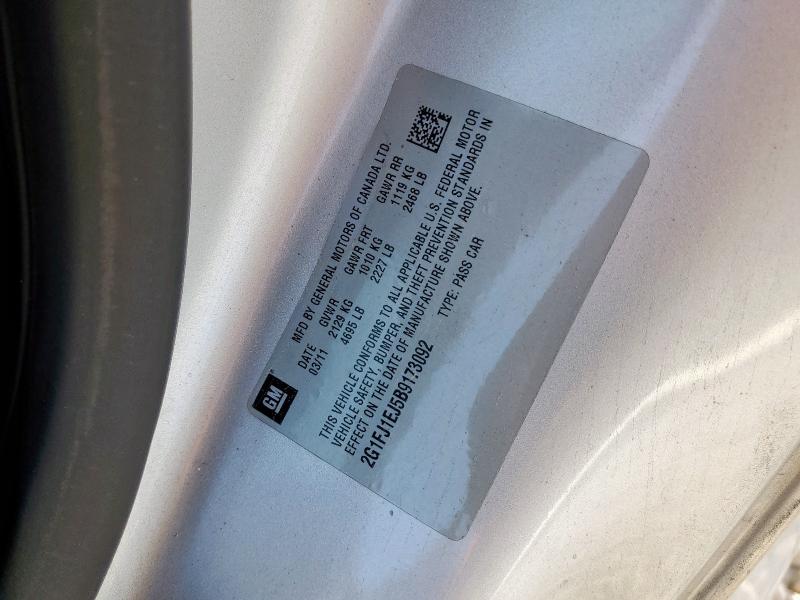 GM
MFD BY GENERAL MOTORS OF CANADA LTD.
DATE GVWR GAWR FRT GAWR RR
03/11 2129 KG 1010 KG 1119 KG
4695 LB 2227 LB 2468 LB
THIS VEHICLE CONFORMS TO ALL APPLICABLE U.S. FEDERAL MOTOR
VEHICLE SAFETY, BUMPER, AND THEFT PREVENTION STANDARDS IN
EFFECT ON THE DATE OF MANUFACTURE SHOWN ABOVE.
2G1FJ1EJ5B9173092 TYPE: PASS CAR